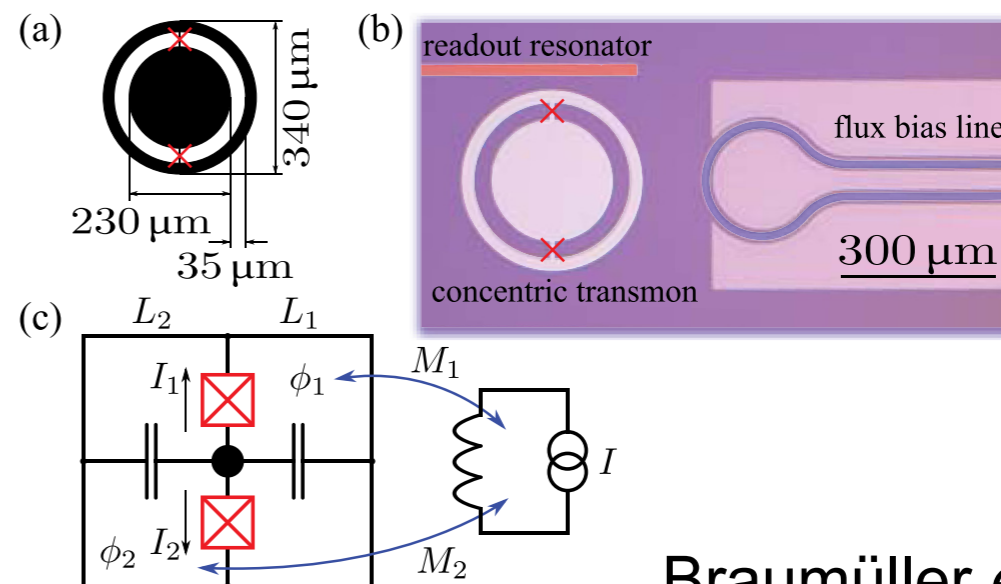 (a)
340 μm
230 μm
35 μm
(b)
readout resonator
flux bias line
300 μm
concentric transmon
(c)
L₂ L₁
I₁ ϕ₁ M₁
I
ϕ₂ I₂ M₂
Braumüller